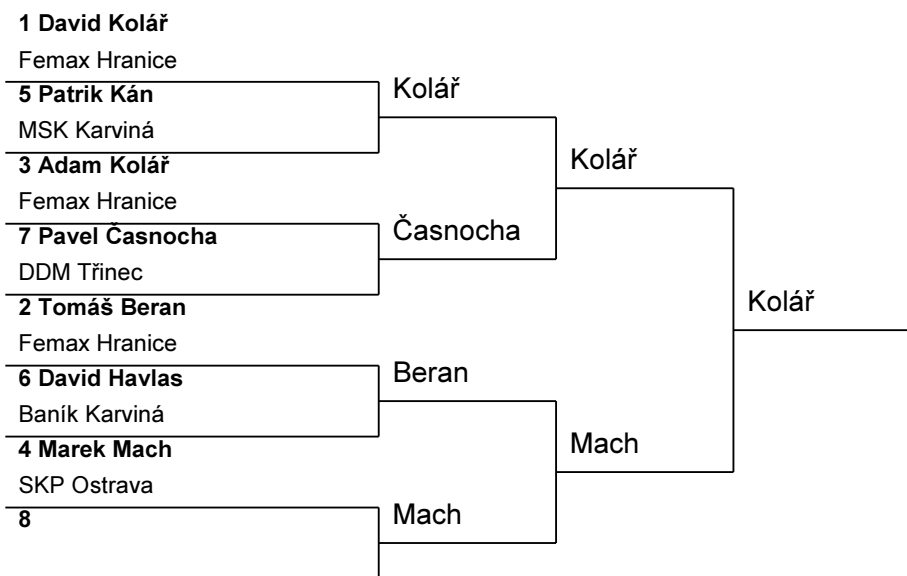 1 David Kolář
Femax Hranice
5 Patrik Kán
MSK Karviná
3 Adam Kolář
Femax Hranice
7 Pavel Časnocha
DDM Třinec
2 Tomáš Beran
Femax Hranice
6 David Havlas
Baník Karviná
4 Marek Mach
SKP Ostrava
8
Kolář
Časnocha
Beran
Mach
Kolář
Mach
Kolář